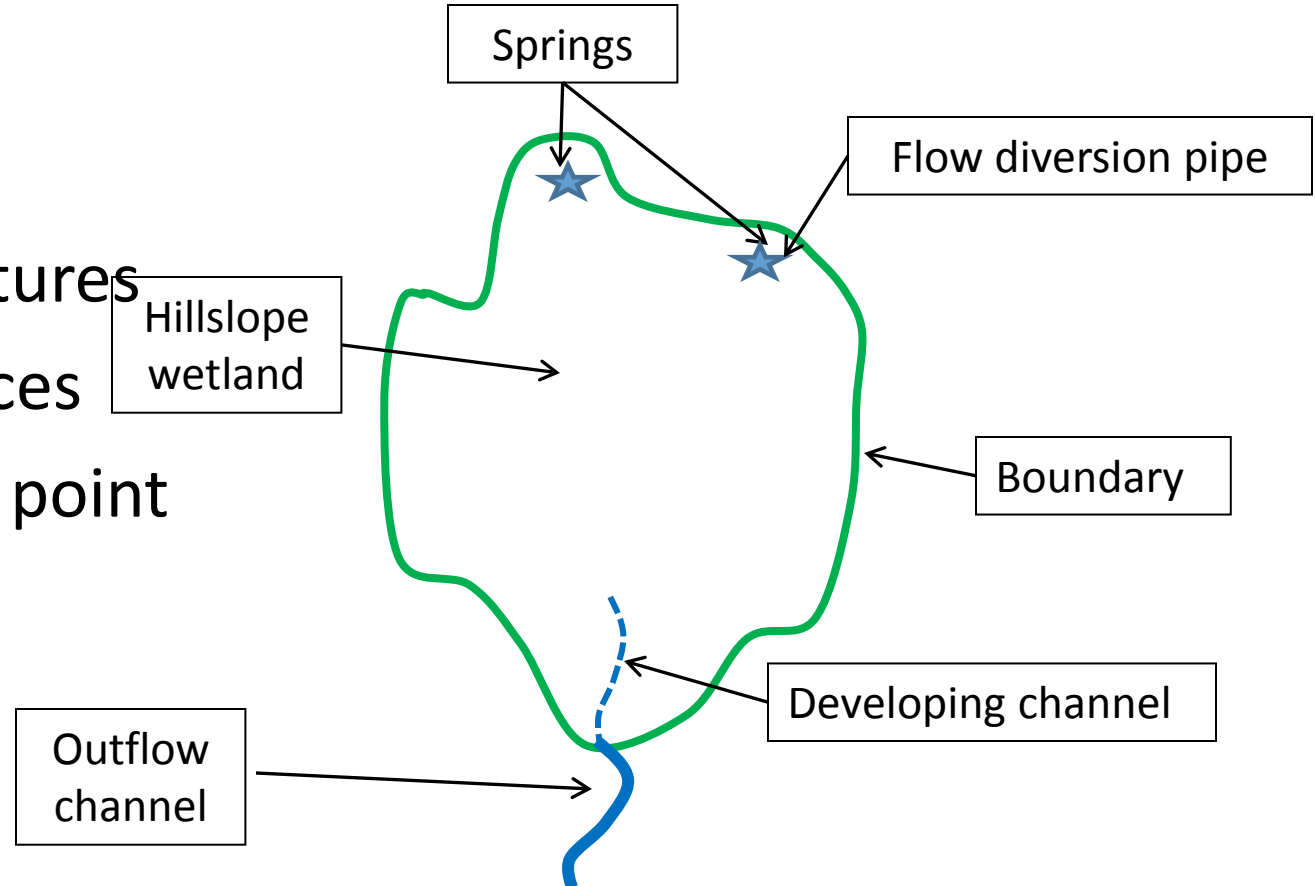 Springs
Flow diversion pipe
tures
Hillslope
wetland
ces
point
Boundary
Developing channel
Outflow
channel